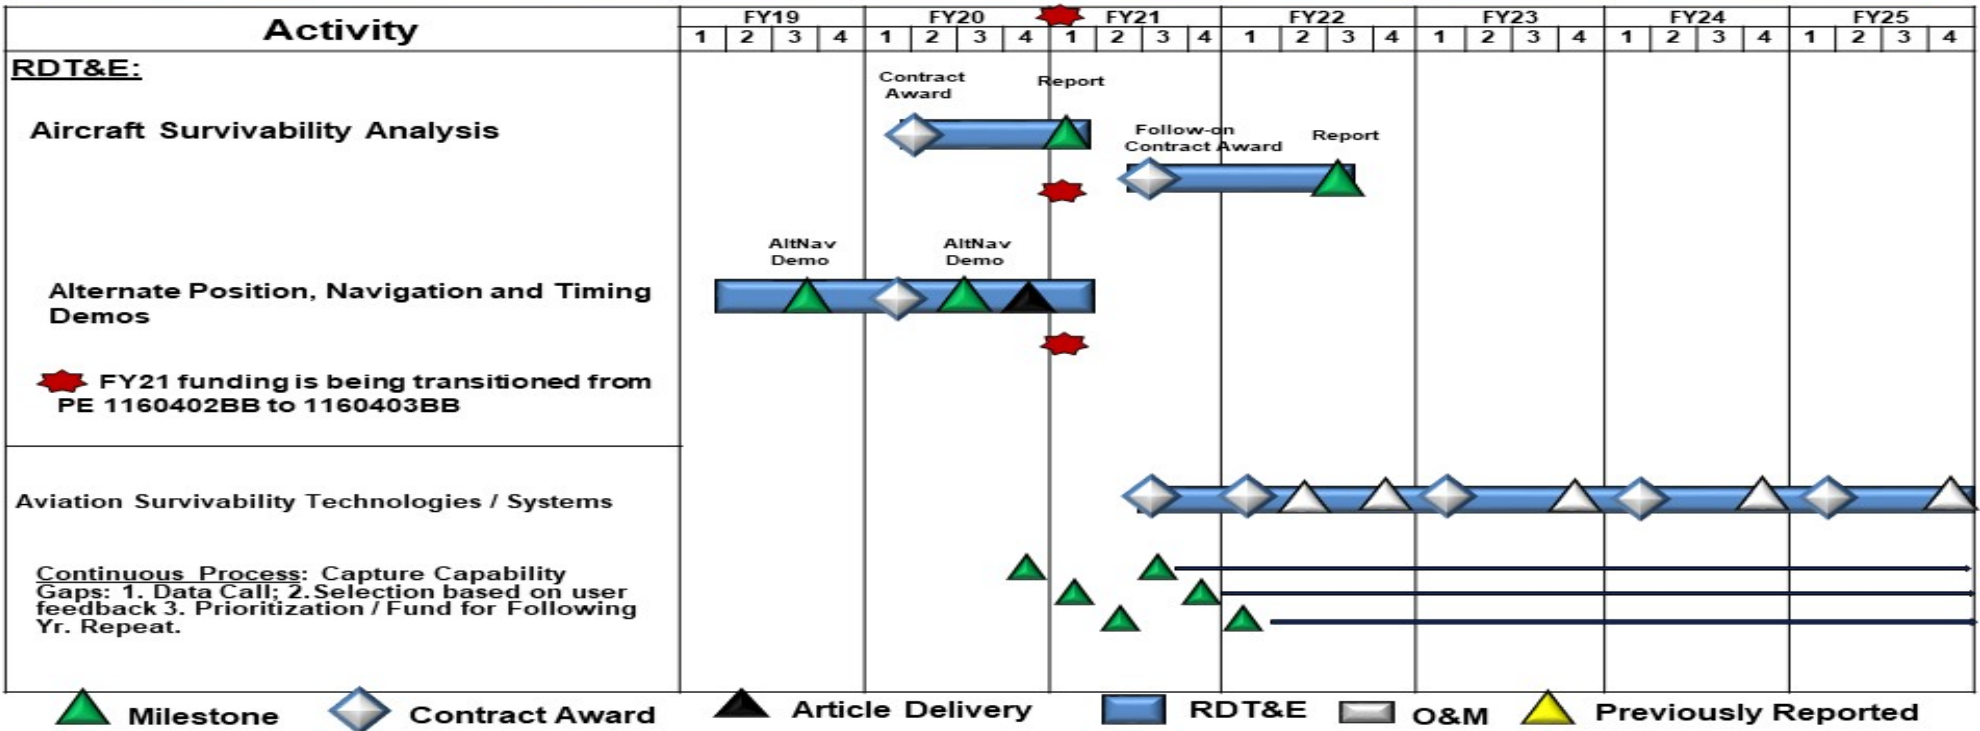 Activity
FY19 FY20 FY21 FY22 FY23 FY24 FY25
1 2 3 4 1 2 3 4 1 2 3 4 1 2 3 4 1 2 3 4 1 2 3 4 1 2 3 4
RDT&E:
Contract
Award
Report
Aircraft Survivability Analysis
Follow-on
Contract Award
Report
AltNav
Demo
AltNav
Demo
Alternate Position, Navigation and Timing
Demos
FY21 funding is being transitioned from
PE 1160402BB to 1160403BB
Aviation Survivability Technologies / Systems
Continuous Process: Capture Capability
Gaps: 1. Data Call; 2.Selection based on user
feedback 3. Prioritization / Fund for Following
Yr. Repeat.
Milestone
Contract Award
Article Delivery
RDT&E
O&M
Previously Reported